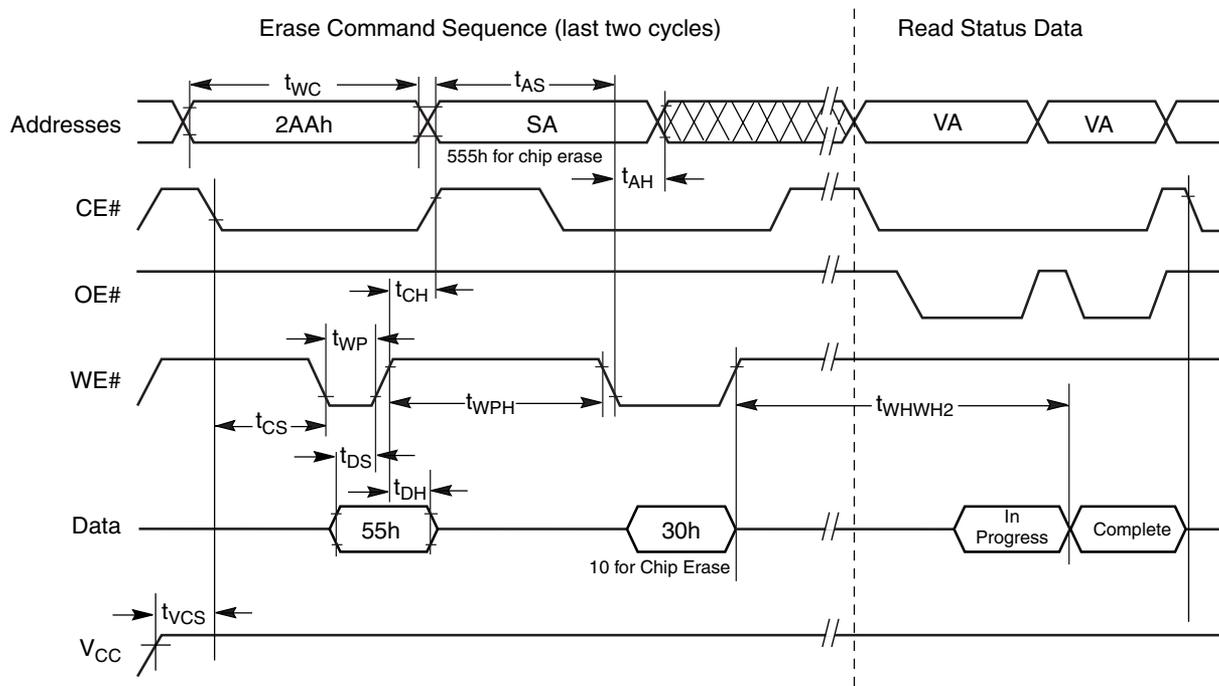 Erase Command Sequence (last two cycles)
Read Status Data
tWC
tAS
Addresses
2AAh
SA
VA
VA
555h for chip erase
tAH
CE#
OE#
tCH
tWP
WE#
tWPH
tWHWH2
tCS
tDS
tDH
Data
55h
30h
In
Progress
Complete
10 for Chip Erase
tVCS
VCC